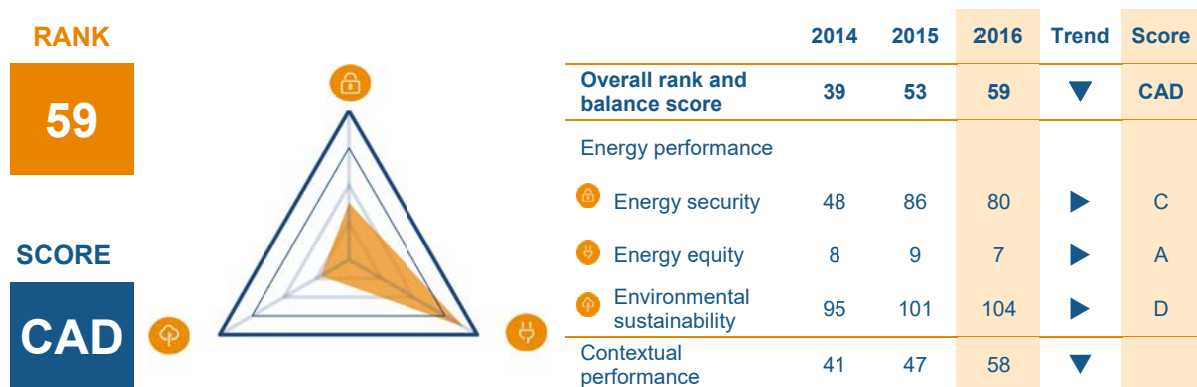 RANK
59
SCORE
CAD
2014 2015 2016 Trend Score
Overall rank and
balance score 39 53 59 CAD
Energy performance
Energy security 48 86 80 C
Energy equity 8 9 7 A
Environmental
sustainability 95 101 104 D
Contextual
performance 41 47 58